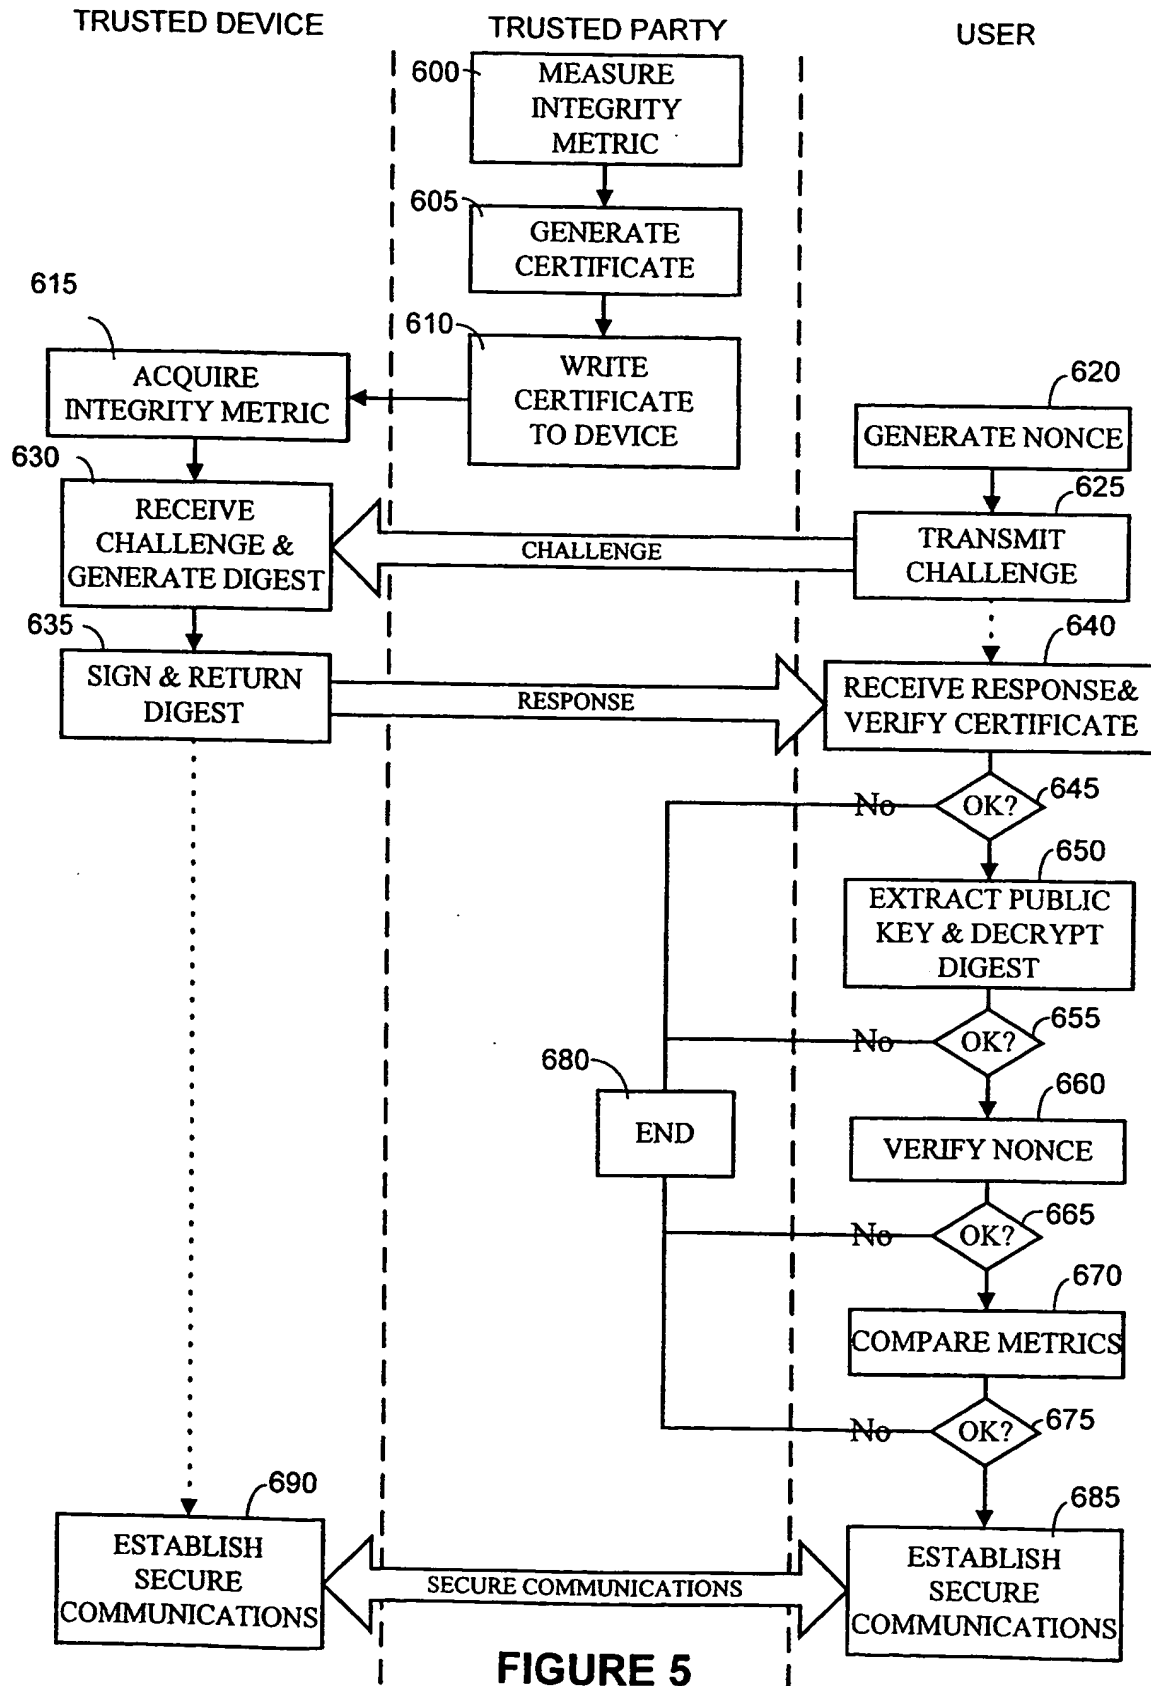 TRUSTED DEVICE
TRUSTED PARTY
USER
600
MEASURE
INTEGRITY
METRIC
605
GENERATE
CERTIFICATE
610
WRITE
CERTIFICATE
TO DEVICE
615
ACQUIRE
INTEGRITY METRIC
620
GENERATE NONCE
625
TRANSMIT
CHALLENGE
CHALLENGE
630
RECEIVE
CHALLENGE &
GENERATE DIGEST
635
SIGN & RETURN
DIGEST
RESPONSE
640
RECEIVE RESPONSE&
VERIFY CERTIFICATE
645
OK?
No
650
EXTRACT PUBLIC
KEY & DECRYPT
DIGEST
655
OK?
No
680
END
660
VERIFY NONCE
665
OK?
No
670
COMPARE METRICS
675
OK?
No
690
ESTABLISH
SECURE
COMMUNICATIONS
SECURE COMMUNICATIONS
685
ESTABLISH
SECURE
COMMUNICATIONS
FIGURE 5